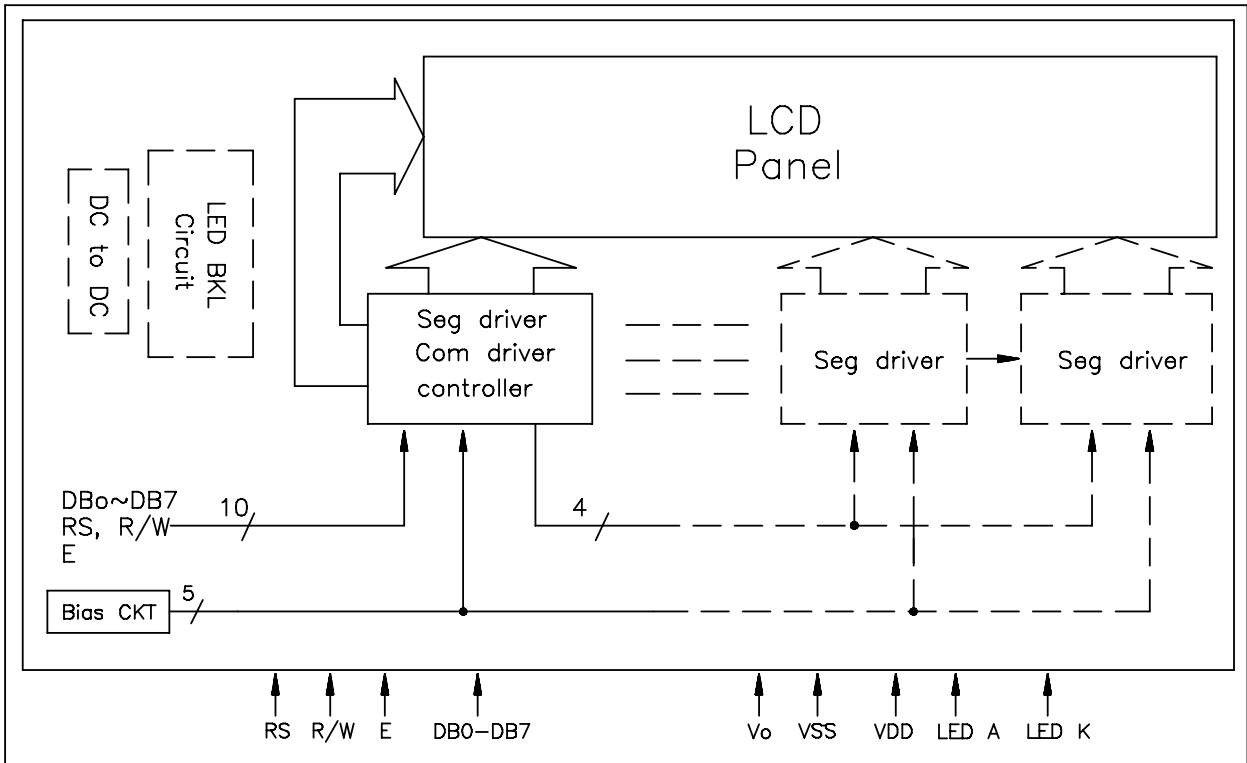 LCD
Panel
DC to DC
LED BKL
Circuit
Seg driver
Com driver
controller
Seg driver
Seg driver
DBo~DB7
RS, R/W
E
10
4
Bias CKT
5
RS
R/W
E
DB0-DB7
Vo
VSS
VDD
LED A
LED K